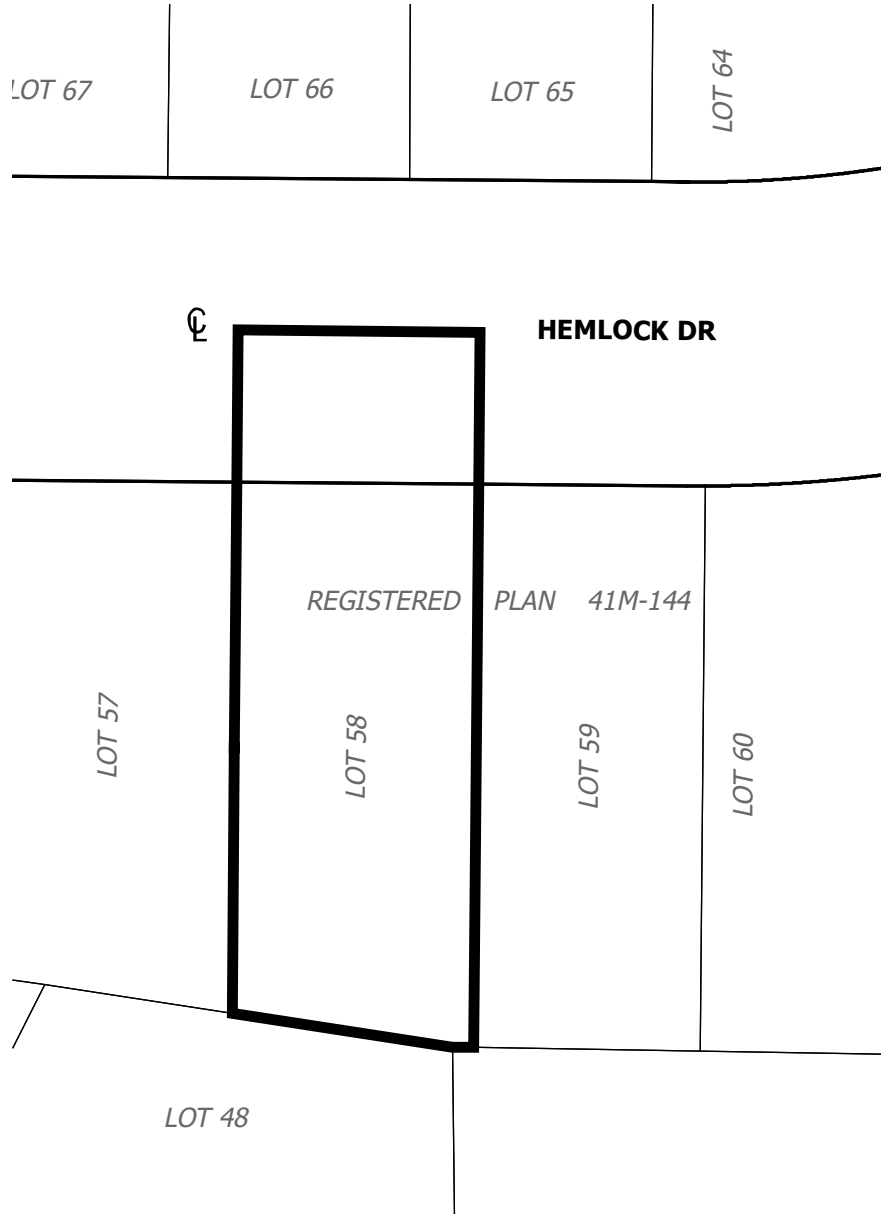 LOT 67
LOT 66
LOT 65
LOT 64
℄
HEMLOCK DR
REGISTERED PLAN 41M-144
LOT 57
LOT 58
LOT 59
LOT 60
LOT 48